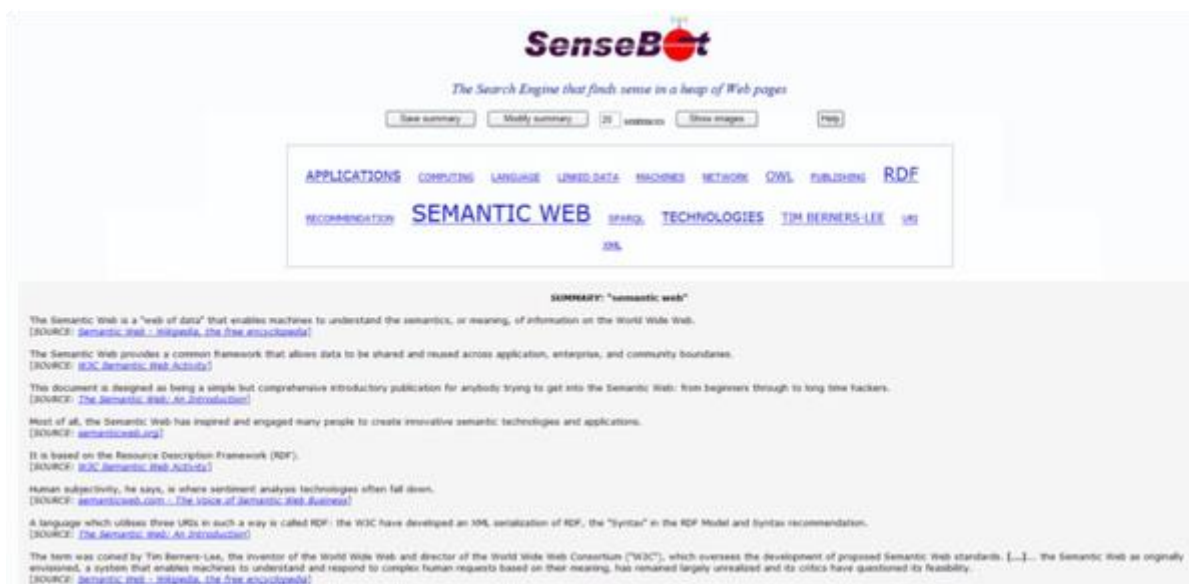 SenseBot
The Search Engine that finds sense in a heap of Web pages
Save summary Modify summary 20 sentences Show images Help
APPLICATIONS COMPUTING LANGUAGE LINKED DATA MACHINES NETWORK OWL PUBLISHING RDF
RECOMMENDATION SEMANTIC WEB SPARQL TECHNOLOGIES TIM BERNERS-LEE URI
XML
SUMMARY: "semantic web"
The Semantic Web is a "web of data" that enables machines to understand the semantics, or meaning, of information on the World Wide Web.
[SOURCE: Semantic Web - Wikipedia, the free encyclopedia]
The Semantic Web provides a common framework that allows data to be shared and reused across application, enterprise, and community boundaries.
[SOURCE: W3C Semantic Web Activity]
This document is designed as being a simple but comprehensive introductory publication for anybody trying to get into the Semantic Web: from beginners through to long time hackers.
[SOURCE: The Semantic Web: An Introduction]
Most of all, the Semantic Web has inspired and engaged many people to create innovative semantic technologies and applications.
[SOURCE: semanticweb.org]
It is based on the Resource Description Framework (RDF).
[SOURCE: W3C Semantic Web Activity]
Human subjectivity, he says, is where sentiment analysis technologies often fall down.
[SOURCE: semanticweb.com - The Voice of Semantic Web Business]
A language which utilises three URIs in such a way is called RDF: the W3C have developed an XML serialization of RDF, the "Syntax" in the RDF Model and Syntax recommendation.
[SOURCE: The Semantic Web: An Introduction]
The term was coined by Tim Berners-Lee, the inventor of the World Wide Web and director of the World Wide Web Consortium ("W3C"), which oversees the development of proposed Semantic Web standards. [...]... the Semantic Web as originally
envisioned, a system that enables machines to understand and respond to complex human requests based on their meaning, has remained largely unrealized and its critics have questioned its feasibility.
[SOURCE: Semantic Web - Wikipedia, the free encyclopedia]